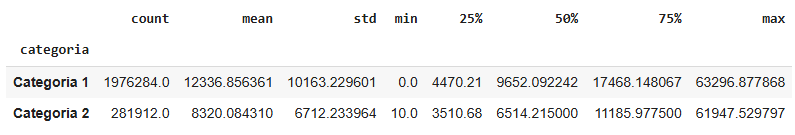 count mean std min 25% 50% 75% max
categoria
Categoria 1 1976284.0 12336.856361 10163.229601 0.0 4470.21 9652.092242 17468.148067 63296.877868
Categoria 2 281912.0 8320.084310 6712.233964 10.0 3510.68 6514.215000 11185.977500 61947.529797